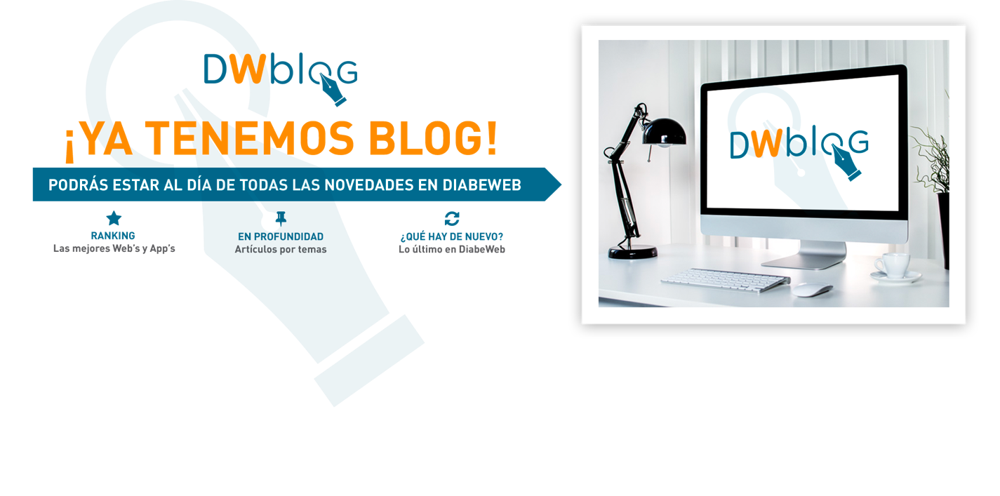 DWblog
¡YA TENEMOS BLOG!
PODRÁS ESTAR AL DÍA DE TODAS LAS NOVEDADES EN DIABEWEB
RANKING
Las mejores Web's y App's
EN PROFUNDIDAD
Artículos por temas
¿QUÉ HAY DE NUEVO?
Lo último en DiabeWeb
DWblog